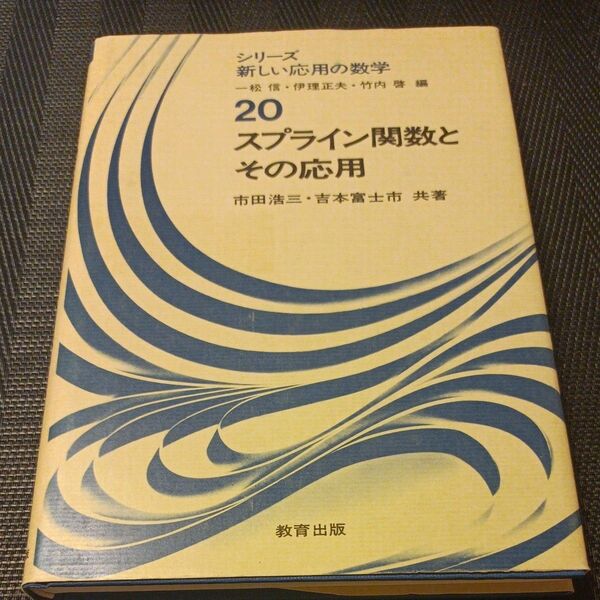 シリーズ
新しい応用の数学
一松 信・伊理正夫・竹内 啓 編
20
スプライン関数と
その応用
市田浩三・吉本富士市 共著
教育出版